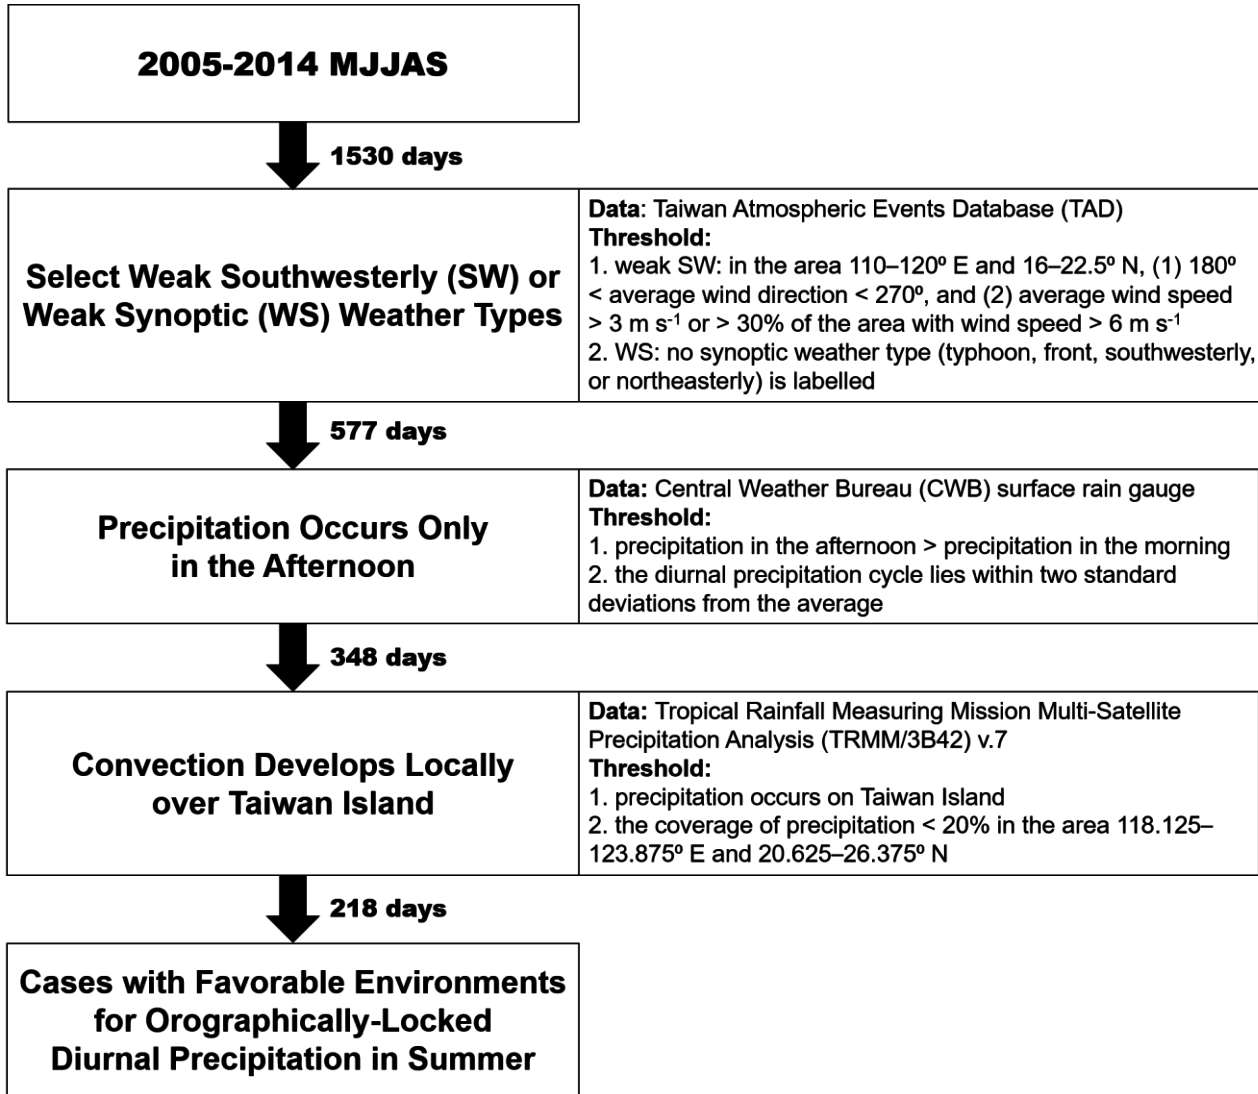 2005-2014 MJJAS
1530 days
Select Weak Southwesterly (SW) or
Weak Synoptic (WS) Weather Types
Data: Taiwan Atmospheric Events Database (TAD)
Threshold:
1. weak SW: in the area 110–120º E and 16–22.5º N, (1) 180º
< average wind direction < 270º, and (2) average wind speed
> 3 m s⁻¹ or > 30% of the area with wind speed > 6 m s⁻¹
2. WS: no synoptic weather type (typhoon, front, southwesterly,
or northeasterly) is labelled
577 days
Precipitation Occurs Only
in the Afternoon
Data: Central Weather Bureau (CWB) surface rain gauge
Threshold:
1. precipitation in the afternoon > precipitation in the morning
2. the diurnal precipitation cycle lies within two standard
deviations from the average
348 days
Convection Develops Locally
over Taiwan Island
Data: Tropical Rainfall Measuring Mission Multi-Satellite
Precipitation Analysis (TRMM/3B42) v.7
Threshold:
1. precipitation occurs on Taiwan Island
2. the coverage of precipitation < 20% in the area 118.125–
123.875º E and 20.625–26.375º N
218 days
Cases with Favorable Environments
for Orographically-Locked
Diurnal Precipitation in Summer